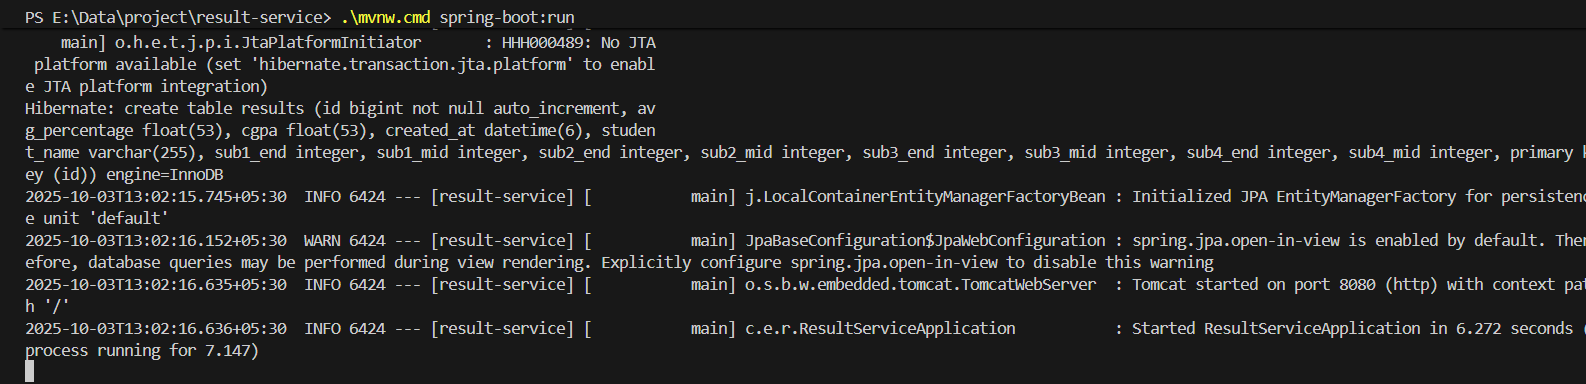 PS E:\Data\project\result-service> .\mvnw.cmd spring-boot:run
main] o.h.e.t.j.p.i.JtaPlatformInitiator       : HHH000489: No JTA
platform available (set 'hibernate.transaction.jta.platform' to enabl
e JTA platform integration)
Hibernate: create table results (id bigint not null auto_increment, av
g_percentage float(53), cgpa float(53), created_at datetime(6), studen
t_name varchar(255), sub1_end integer, sub1_mid integer, sub2_end integer, sub2_mid integer, sub3_end integer, sub3_mid integer, sub4_end integer, sub4_mid integer, primary k
ey (id)) engine=InnoDB
2025-10-03T13:02:15.745+05:30  INFO 6424 --- [result-service] [           main] j.LocalContainerEntityManagerFactoryBean : Initialized JPA EntityManagerFactory for persistenc
e unit 'default'
2025-10-03T13:02:16.152+05:30  WARN 6424 --- [result-service] [           main] JpaBaseConfiguration$JpaWebConfiguration : spring.jpa.open-in-view is enabled by default. Ther
efore, database queries may be performed during view rendering. Explicitly configure spring.jpa.open-in-view to disable this warning
2025-10-03T13:02:16.635+05:30  INFO 6424 --- [result-service] [           main] o.s.b.w.embedded.tomcat.TomcatWebServer  : Tomcat started on port 8080 (http) with context pat
h '/'
2025-10-03T13:02:16.636+05:30  INFO 6424 --- [result-service] [           main] c.e.r.ResultServiceApplication           : Started ResultServiceApplication in 6.272 seconds (
process running for 7.147)